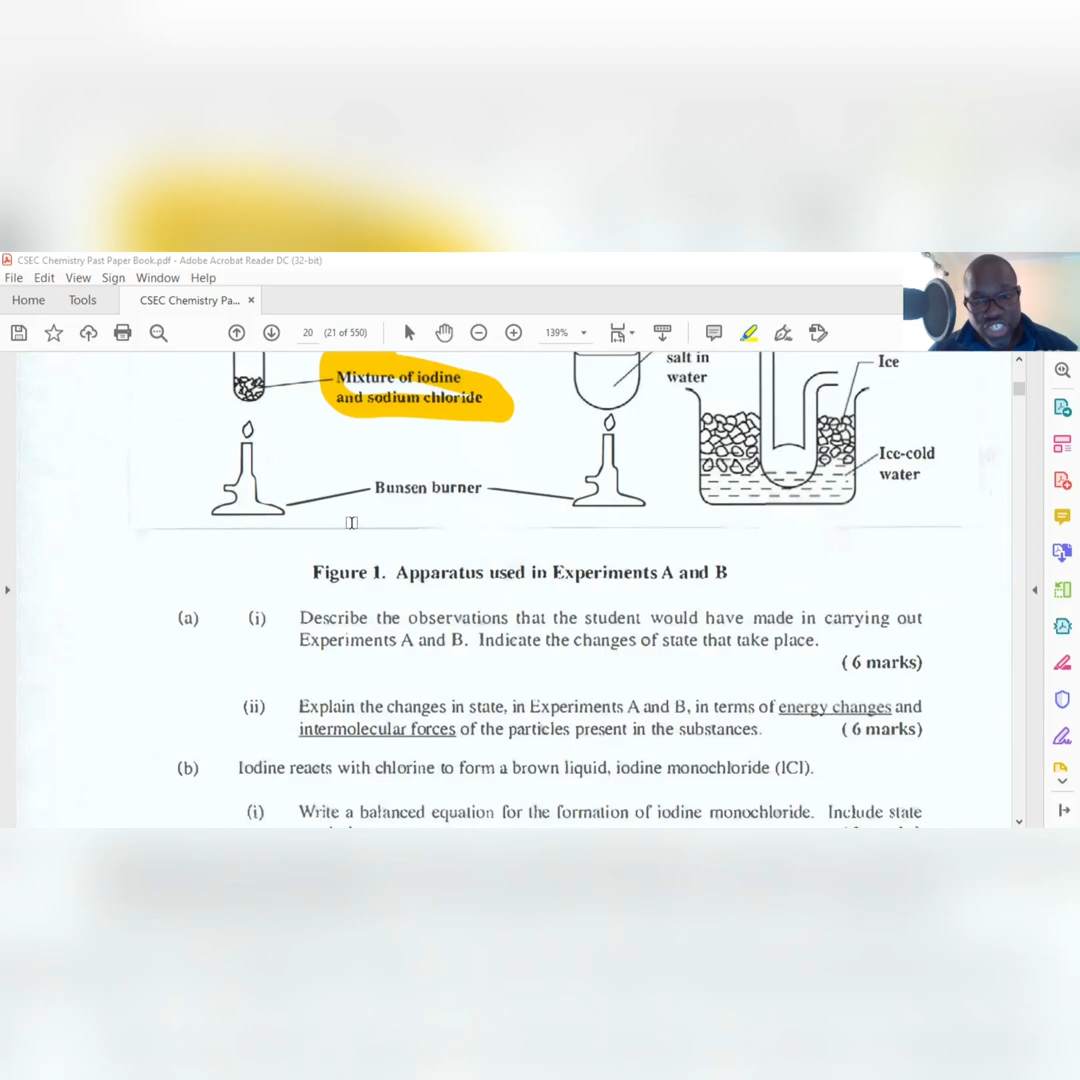 CSEC Chemistry Past Paper Book.pdf - Adobe Acrobat Reader DC (32-bit)
File Edit View Sign Window Help
Home Tools CSEC Chemistry Pa... ×
20 (21 of 550) 139%
salt in
water
Ice
Mixture of iodine
and sodium chloride
Ice-cold
water
Bunsen burner
Figure 1. Apparatus used in Experiments A and B
(a) (i) Describe the observations that the student would have made in carrying out
Experiments A and B. Indicate the changes of state that take place.
( 6 marks)
(ii) Explain the changes in state, in Experiments A and B, in terms of energy changes and
intermolecular forces of the particles present in the substances. ( 6 marks)
(b) Iodine reacts with chlorine to form a brown liquid, iodine monochloride (ICl).
(i) Write a balanced equation for the formation of iodine monochloride. Include state